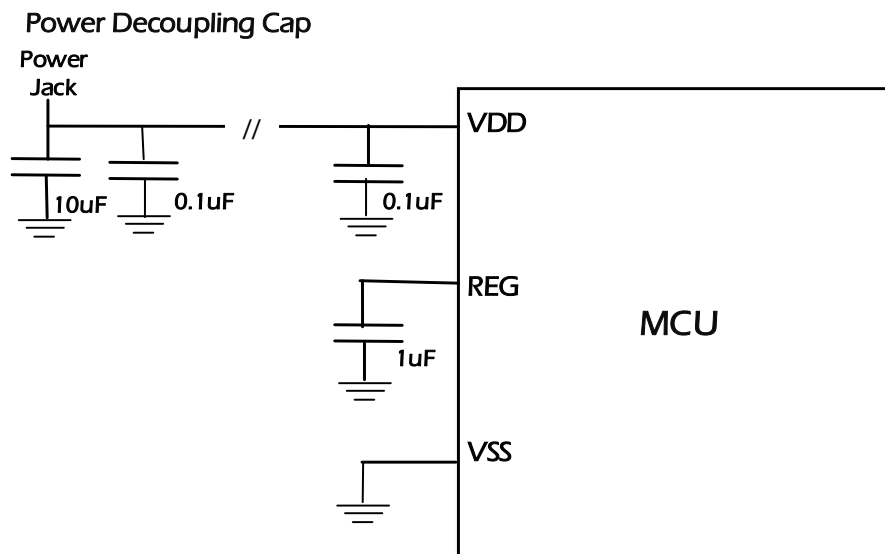 Power Decoupling Cap
Power
Jack
//
VDD
10uF
0.1uF
0.1uF
REG
MCU
1uF
VSS